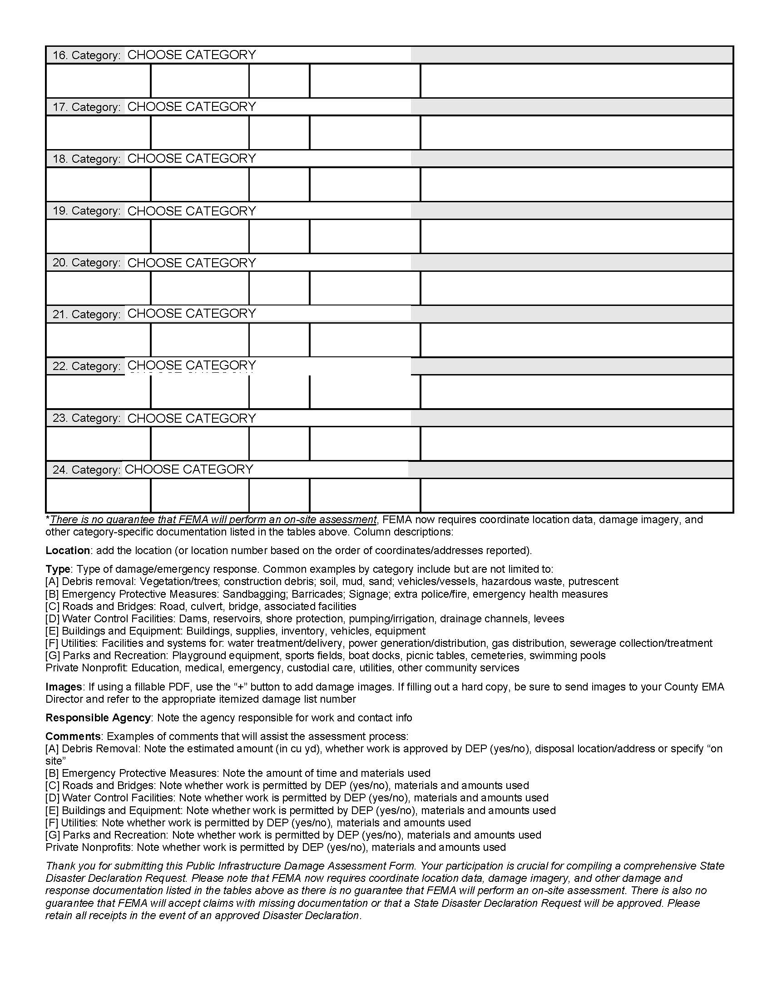 16. Category: CHOOSE CATEGORY
17. Category: CHOOSE CATEGORY
18. Category: CHOOSE CATEGORY
19. Category: CHOOSE CATEGORY
20. Category: CHOOSE CATEGORY
21. Category: CHOOSE CATEGORY
22. Category: CHOOSE CATEGORY
23. Category: CHOOSE CATEGORY
24. Category: CHOOSE CATEGORY
*There is no guarantee that FEMA will perform an on-site assessment, FEMA now requires coordinate location data, damage imagery, and
other category-specific documentation listed in the tables above. Column descriptions:
Location: add the location (or location number based on the order of coordinates/addresses reported).
Type: Type of damage/emergency response. Common examples by category include but are not limited to:
[A] Debris removal: Vegetation/trees; construction debris; soil, mud, sand; vehicles/vessels, hazardous waste, putrescent
[B] Emergency Protective Measures: Sandbagging; Barricades; Signage; extra police/fire, emergency health measures
[C] Roads and Bridges: Road, culvert, bridge, associated facilities
[D] Water Control Facilities: Dams, reservoirs, shore protection, pumping/irrigation, drainage channels, levees
[E] Buildings and Equipment: Buildings, supplies, inventory, vehicles, equipment
[F] Utilities: Facilities and systems for: water treatment/delivery, power generation/distribution, gas distribution, sewerage collection/treatment
[G] Parks and Recreation: Playground equipment, sports fields, boat docks, picnic tables, cemeteries, swimming pools
Private Nonprofit: Education, medical, emergency, custodial care, utilities, other community services
Images: If using a fillable PDF, use the “+” button to add damage images. If filling out a hard copy, be sure to send images to your County EMA
Director and refer to the appropriate itemized damage list number
Responsible Agency: Note the agency responsible for work and contact info
Comments: Examples of comments that will assist the assessment process:
[A] Debris Removal: Note the estimated amount (in cu yd), whether work is approved by DEP (yes/no), disposal location/address or specify “on
site”
[B] Emergency Protective Measures: Note the amount of time and materials used
[C] Roads and Bridges: Note whether work is permitted by DEP (yes/no), materials and amounts used
[D] Water Control Facilities: Note whether work is permitted by DEP (yes/no), materials and amounts used
[E] Buildings and Equipment: Note whether work is permitted by DEP (yes/no), materials and amounts used
[F] Utilities: Note whether work is permitted by DEP (yes/no), materials and amounts used
[G] Parks and Recreation: Note whether work is permitted by DEP (yes/no), materials and amounts used
Private Nonprofits: Note whether work is permitted by DEP (yes/no), materials and amounts used
Thank you for submitting this Public Infrastructure Damage Assessment Form. Your participation is crucial for compiling a comprehensive State
Disaster Declaration Request. Please note that FEMA now requires coordinate location data, damage imagery, and other damage and
response documentation listed in the tables above as there is no guarantee that FEMA will perform an on-site assessment. There is also no
guarantee that FEMA will accept claims with missing documentation or that a State Disaster Declaration Request will be approved. Please
retain all receipts in the event of an approved Disaster Declaration.